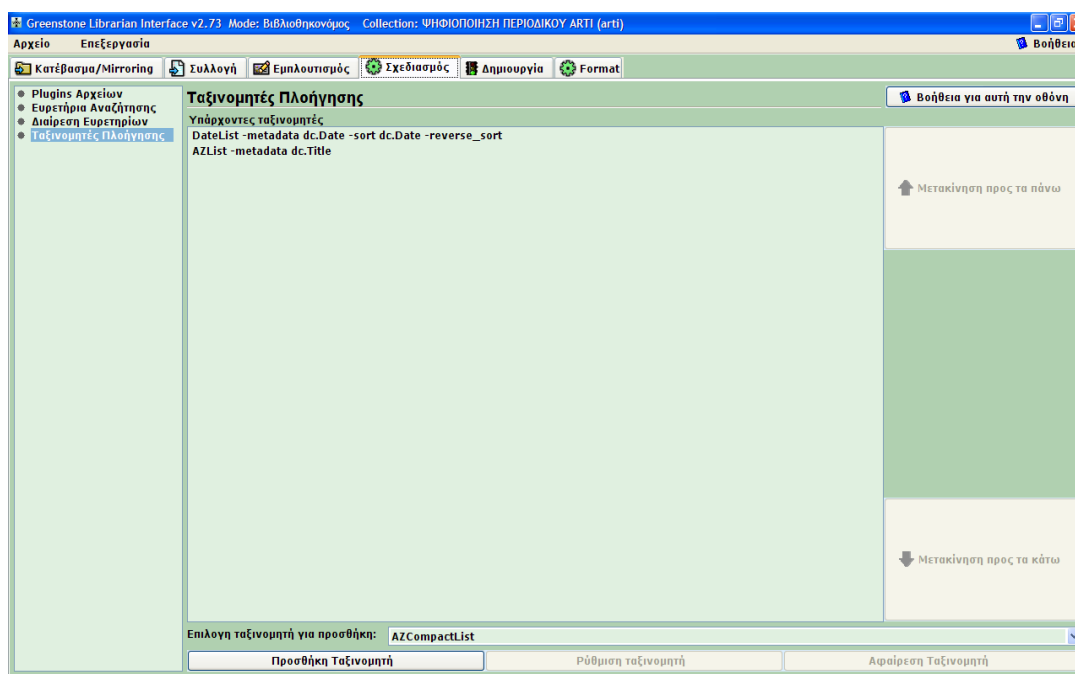 Greenstone Librarian Interface v2.73 Mode: Βιβλιοθηκονόμος Collection: ΨΗΦΙΟΠΟΙΗΣΗ ΠΕΡΙΟΔΙΚΟΥ ARTI (arti)
Αρχείο Επεξεργασία Βοήθεια
Κατέβασμα/Mirroring Συλλογή Εμπλουτισμός Σχεδιασμός Δημιουργία Format
Plugins Αρχείων
Ευρετήρια Αναζήτησης
Διαίρεση Ευρετηρίων
Ταξινομητές Πλοήγησης
Ταξινομητές Πλοήγησης
Βοήθεια για αυτή την οθόνη
Υπάρχοντες ταξινομητές
DateList -metadata dc.Date -sort dc.Date -reverse_sort
AZList -metadata dc.Title
Μετακίνηση προς τα πάνω
Μετακίνηση προς τα κάτω
Επιλογη ταξινομητή για προσθήκη: AZCompactList
Προσθήκη Ταξινομητή Ρύθμιση ταξινομητή Αφαίρεση Ταξινομητή